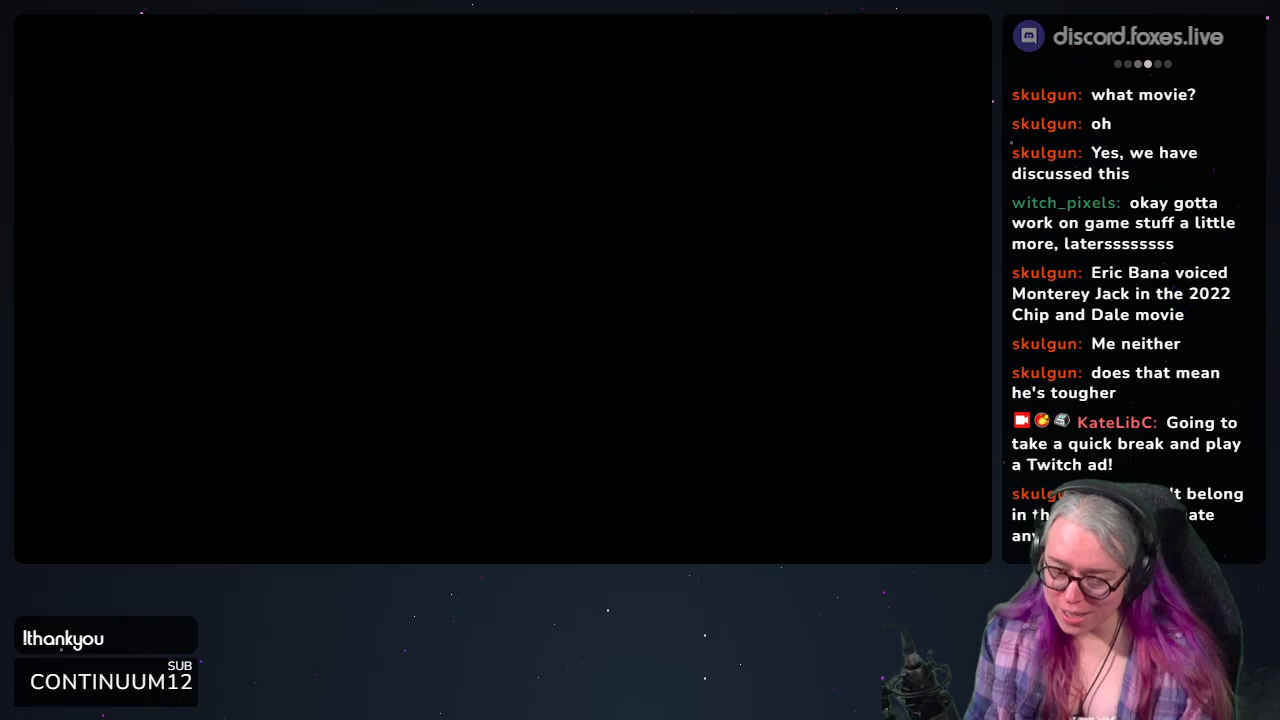 discord.foxes.live
skulgun: what movie?
skulgun: oh
skulgun: Yes, we have
discussed this
witch_pixels: okay gotta
work on game stuff a little
more, laterssssssss
skulgun: Eric Bana voiced
Monterey Jack in the 2022
Chip and Dale movie
skulgun: Me neither
skulgun: does that mean
he's tougher
KateLibC: Going to
take a quick break and play
a Twitch ad!
't belong
in
!thankyou
SUB
CONTINUUM12